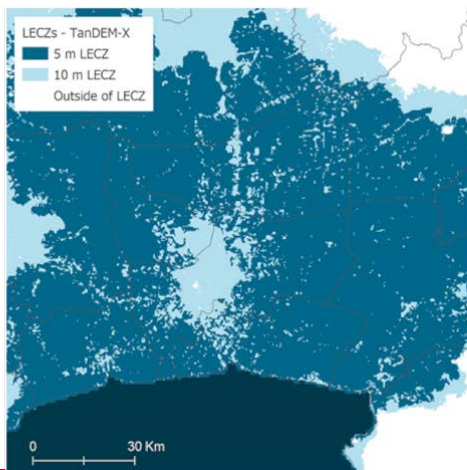 LECZs - TanDEM-X
5 m LECZ
10 m LECZ
Outside of LECZ
0 30 Km